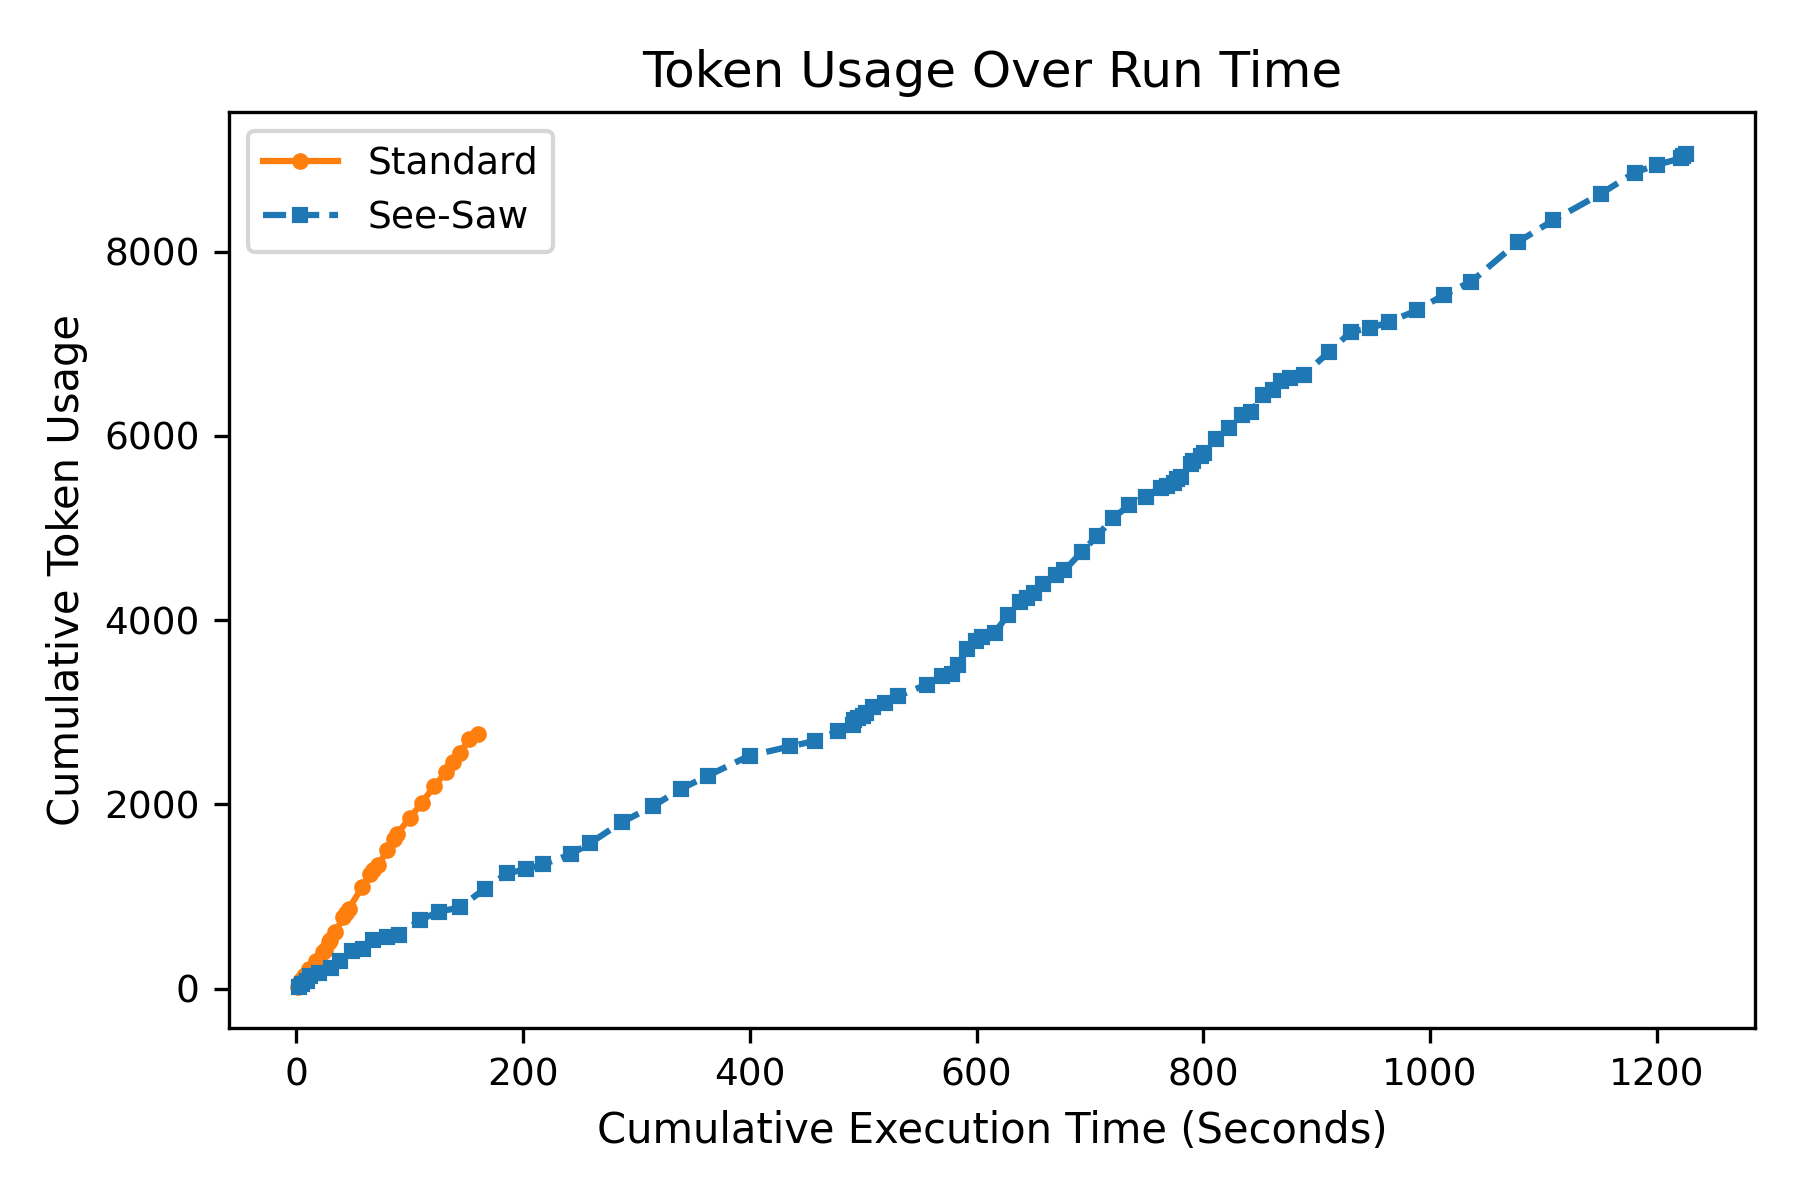 Token Usage Over Run Time
Standard
See-Saw
Cumulative Token Usage
8000
6000
4000
2000
0
0 200 400 600 800 1000 1200
Cumulative Execution Time (Seconds)